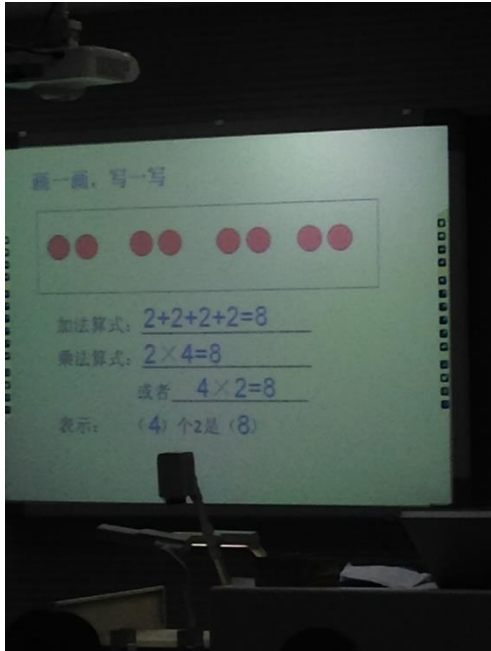 画一画，写一写
加法算式：2+2+2+2=8
乘法算式：2×4=8
或者 4×2=8
表示： （4）个2是（8）